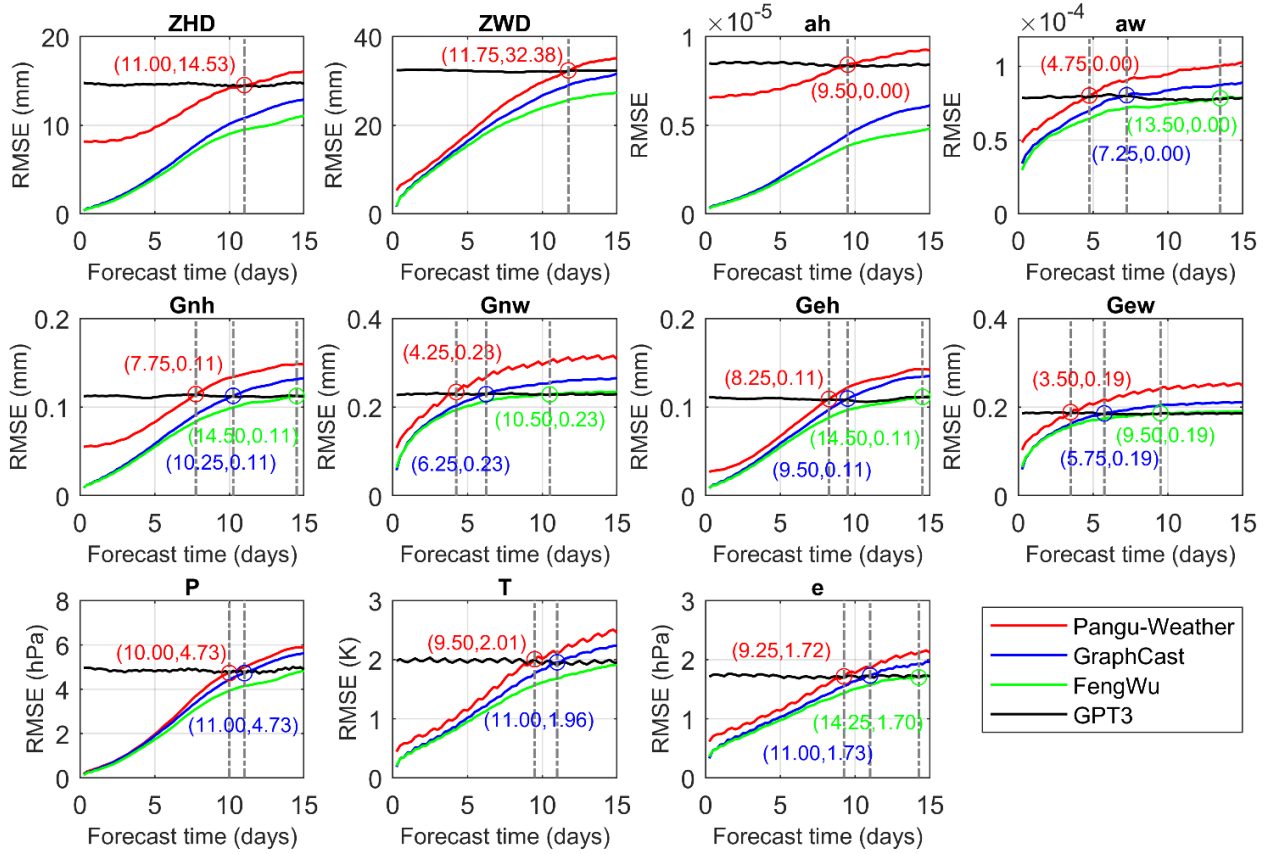 ZHD
20
10
0
RMSE (mm)
(11.00,14.53)
0 5 10 15
Forecast time (days)
ZWD
40
20
0
RMSE (mm)
(11.75,32.38)
0 5 10 15
Forecast time (days)
ah
×10^-5
1
0.5
0
RMSE
(9.50,0.00)
0 5 10 15
Forecast time (days)
aw
×10^-4
1
0.5
0
RMSE
(4.75,0.00)
(13.50,0.00)
(7.25,0.00)
0 5 10 15
Forecast time (days)
Gnh
0.2
0.1
0
RMSE (mm)
(7.75,0.11)
(14.50,0.11)
(10.25,0.11)
0 5 10 15
Forecast time (days)
Gnw
0.4
0.2
0
RMSE (mm)
(4.25,0.23)
(10.50,0.23)
(6.25,0.23)
0 5 10 15
Forecast time (days)
Geh
0.2
0.1
0
RMSE (mm)
(8.25,0.11)
(14.50,0.11)
(9.50,0.11)
0 5 10 15
Forecast time (days)
Gew
0.4
0.2
0
RMSE (mm)
(3.50,0.19)
(9.50,0.19)
(5.75,0.19)
0 5 10 15
Forecast time (days)
P
8
6
4
2
0
RMSE (hPa)
(10.00,4.73)
(11.00,4.73)
0 5 10 15
Forecast time (days)
T
3
2
1
0
RMSE (K)
(9.50,2.01)
(11.00,1.96)
0 5 10 15
Forecast time (days)
e
3
2
1
0
RMSE (hPa)
(9.25,1.72)
(14.25,1.70)
(11.00,1.73)
0 5 10 15
Forecast time (days)
Pangu-Weather
GraphCast
FengWu
GPT3